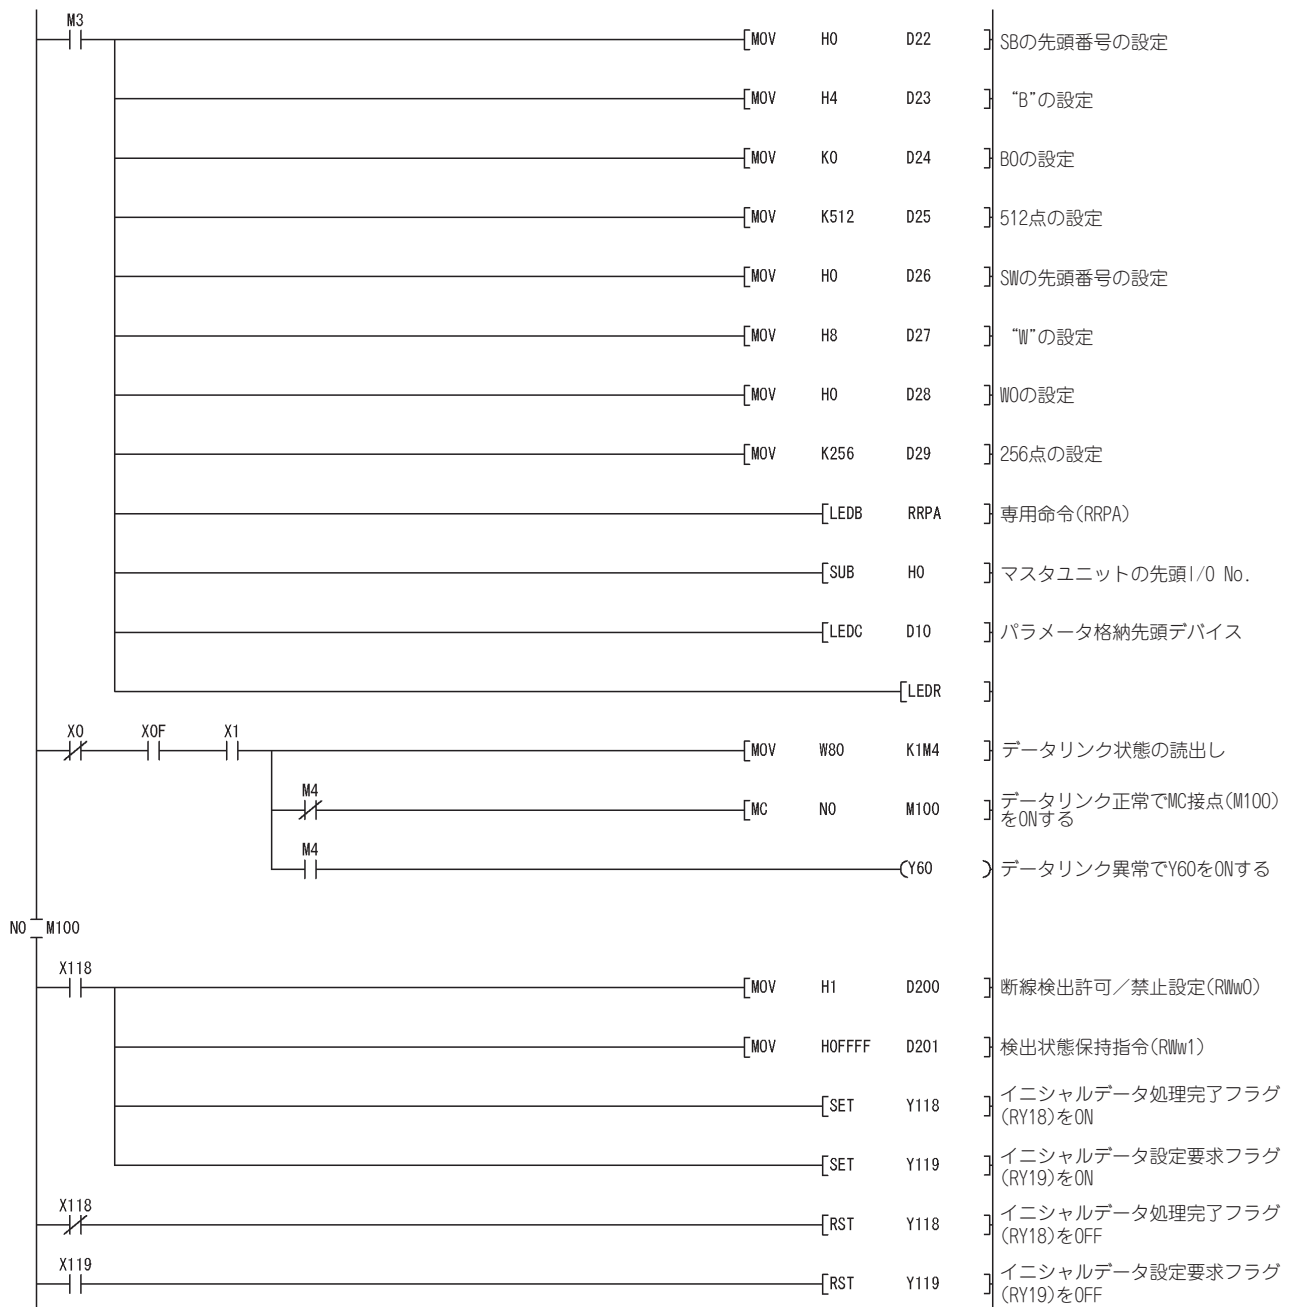 M3
MOV H0 D22 SBの先頭番号の設定
MOV H4 D23 “B”の設定
MOV K0 D24 B0の設定
MOV K512 D25 512点の設定
MOV H0 D26 SWの先頭番号の設定
MOV H8 D27 “W”の設定
MOV H0 D28 W0の設定
MOV K256 D29 256点の設定
LEDB RRPA 専用命令(RRPA)
SUB H0 マスタユニットの先頭I/O No.
LEDC D10 パラメータ格納先頭デバイス
LEDR
X0 X0F X1
MOV W80 K1M4 データリンク状態の読出し
M4
MC N0 M100 データリンク正常でMC接点(M100)
をONする
M4
Y60 データリンク異常でY60をONする
N0 M100
X118
MOV H1 D200 断線検出許可／禁止設定(RWw0)
MOV H0FFFF D201 検出状態保持指令(RWw1)
SET Y118 イニシャルデータ処理完了フラグ
(RY18)をON
SET Y119 イニシャルデータ設定要求フラグ
(RY19)をON
X118
RST Y118 イニシャルデータ処理完了フラグ
(RY18)をOFF
X119
RST Y119 イニシャルデータ設定要求フラグ
(RY19)をOFF